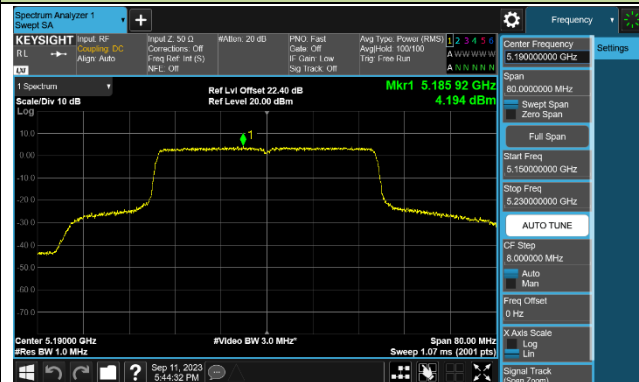 Spectrum Analyzer 1
Swept SA
Frequency
KEYSIGHT
RL
LXI
Input: RF
Coupling: DC
Align: Auto
Input Z: 50 Ω
Corrections: Off
Freq Ref: Int (S)
NFE: Off
#Atten: 20 dB
PNO: Fast
Gate: Off
IF Gain: Low
Sig Track: Off
Avg Type: Power (RMS)
Avg|Hold: 100/100
Trig: Free Run
1 2 3 4 5 6
A W W W W W
A N N N N N
Center Frequency
5.190000000 GHz
Settings
Span
80.0000000 MHz
Swept Span
Zero Span
Full Span
Start Freq
5.150000000 GHz
Stop Freq
5.230000000 GHz
AUTO TUNE
CF Step
8.000000 MHz
Auto
Man
Freq Offset
0 Hz
X Axis Scale
Log
Lin
Signal Track
(Span Zoom)
1 Spectrum
Scale/Div 10 dB
Log
Ref Lvl Offset 22.40 dB
Ref Level 20.00 dBm
Mkr1 5.185 92 GHz
4.194 dBm
1
10.0
0.00
-10.0
-20.0
-30.0
-40.0
-50.0
-60.0
-70.0
Center 5.19000 GHz
#Res BW 1.0 MHz
#Video BW 3.0 MHz*
Span 80.00 MHz
Sweep 1.07 ms (2001 pts)
Sep 11, 2023
5:44:32 PM